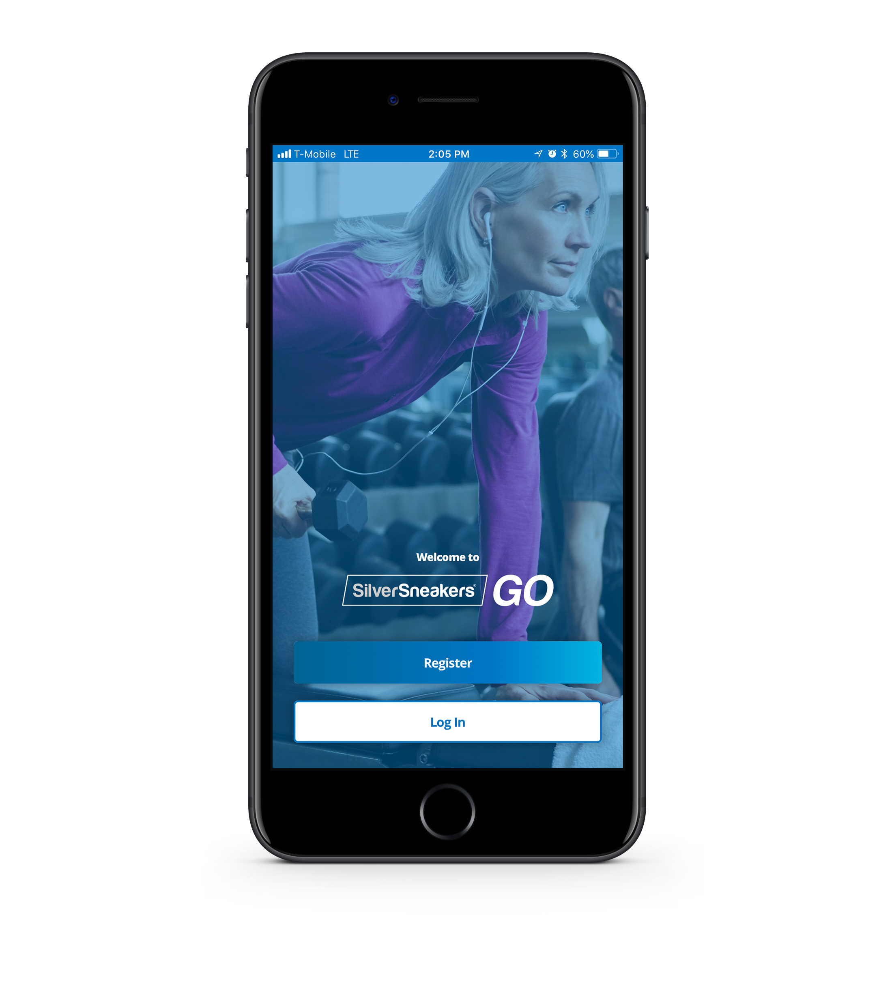 T-Mobile LTE 2:05 PM 60%
Welcome to
SilverSneakers® GO
Register
Log In